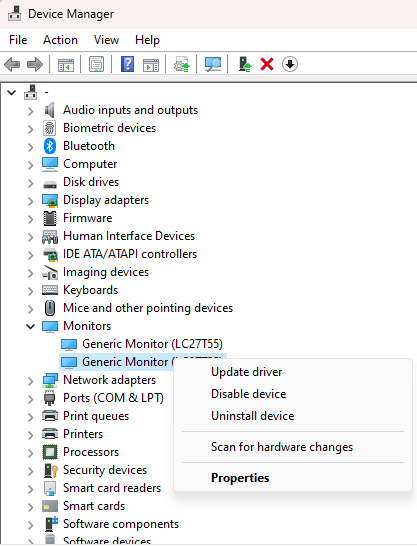 Device Manager
File Action View Help
-
Audio inputs and outputs
Biometric devices
Bluetooth
Computer
Disk drives
Display adapters
Firmware
Human Interface Devices
IDE ATA/ATAPI controllers
Imaging devices
Keyboards
Mice and other pointing devices
Monitors
Generic Monitor (LC27T55)
Generic Monitor
Network adapters
Ports (COM & LPT)
Print queues
Printers
Processors
Security devices
Smart card readers
Smart cards
Software components
Software devices
Update driver
Disable device
Uninstall device
Scan for hardware changes
Properties